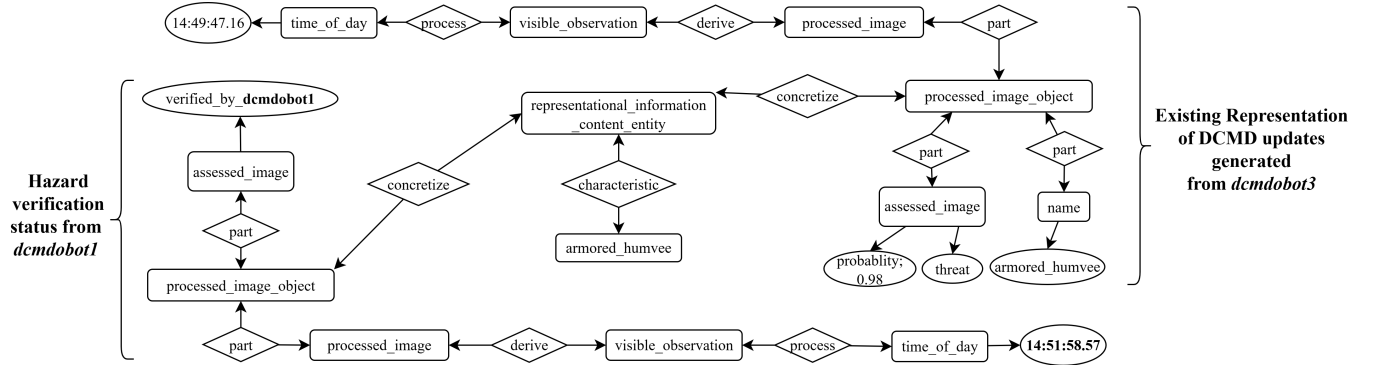 14:49:47.16
time_of_day
process
visible_observation
derive
processed_image
part
verified_by_dcmdobot1
representational_information
_content_entity
concretize
processed_image_object
Existing Representation
of DCMD updates
generated
from dcmdobot3
assessed_image
concretize
characteristic
part
part
Hazard
verification
status from
dcmdobot1
part
armored_humvee
assessed_image
name
probablity;
0.98
threat
armored_humvee
processed_image_object
part
processed_image
derive
visible_observation
process
time_of_day
14:51:58.57